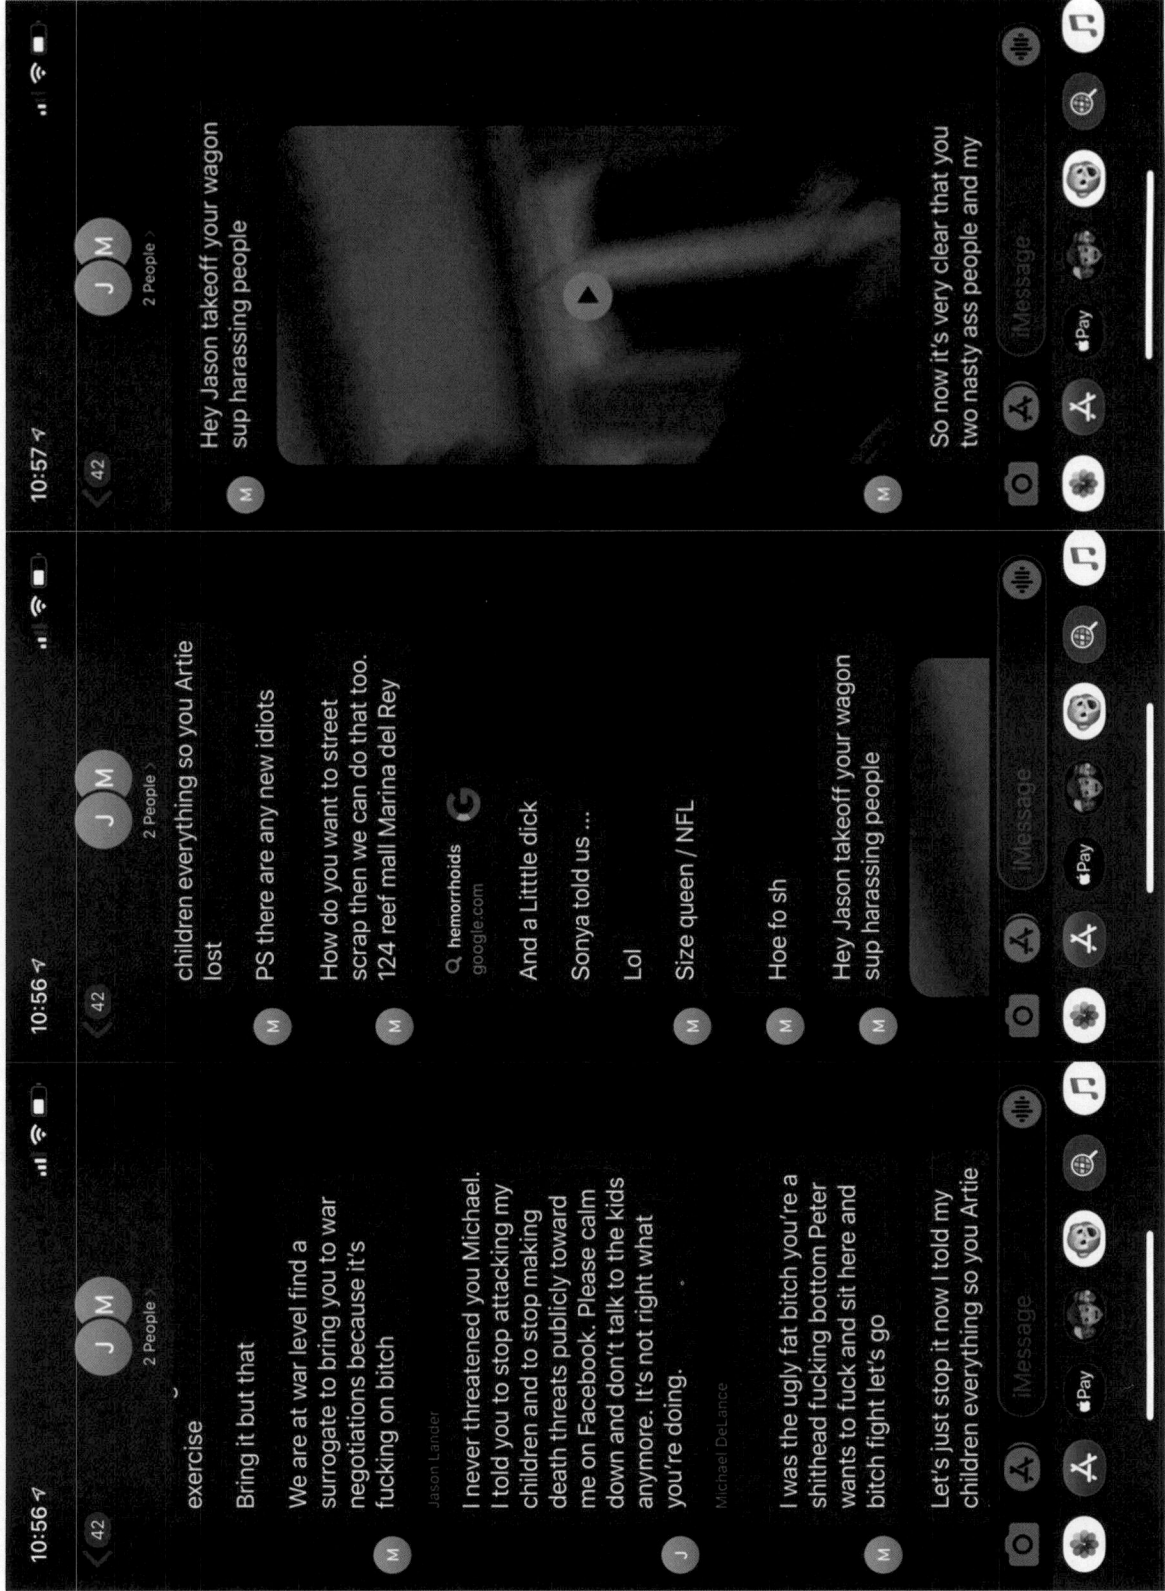 10:56
42
J M
2 People
exercise
Bring it but that
We are at war level find a
surrogate to bring you to war
negotiations because it's
fucking on bitch
M
Jason Lander
I never threatened you Michael.
I told you to stop attacking my
children and to stop making
death threats publicly toward
me on Facebook. Please calm
down and don't talk to the kids
anymore. It's not right what
you're doing.
J
Michael DeLance
I was the ugly fat bitch you're a
shithead fucking bottom Peter
wants to fuck and sit here and
bitch fight let's go
M
Let's just stop it now I told my
children everything so you Artie
iMessage
Pay
10:56
42
J M
2 People
children everything so you Artie
lost
PS there are any new idiots
M
How do you want to street
scrap then we can do that too.
124 reef mall Marina del Rey
M
hemorrhoids
google.com
G
And a Little dick
Sonya told us ...
Lol
Size queen / NFL
M
Hoe fo sh
M
Hey Jason takeoff your wagon
sup harassing people
M
iMessage
Pay
10:57
42
J M
2 People
Hey Jason takeoff your wagon
sup harassing people
M
M
So now it's very clear that you
two nasty ass people and my
iMessage
Pay